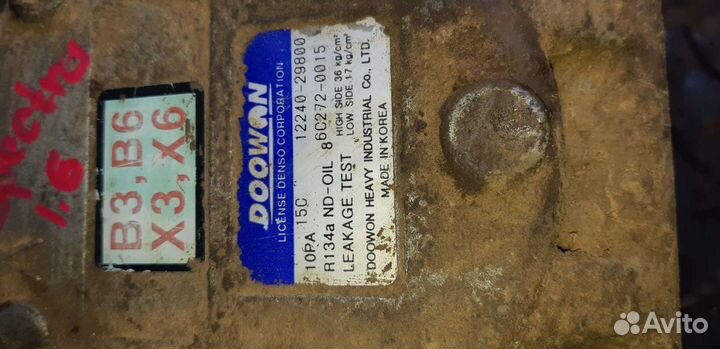 Spectra
1.6
B3,B6
X3,X6
DOOWON
LICENSE DENSO CORPORATION
10PA 15C 12240-29800
R134a ND-OIL 8 6C272-0015
LEAKAGE TEST HIGH SIDE 36 kg/cm²
LOW SIDE 17 kg/cm²
DOOWON HEAVY INDUSTRIAL CO., LTD.
MADE IN KOREA
Avito